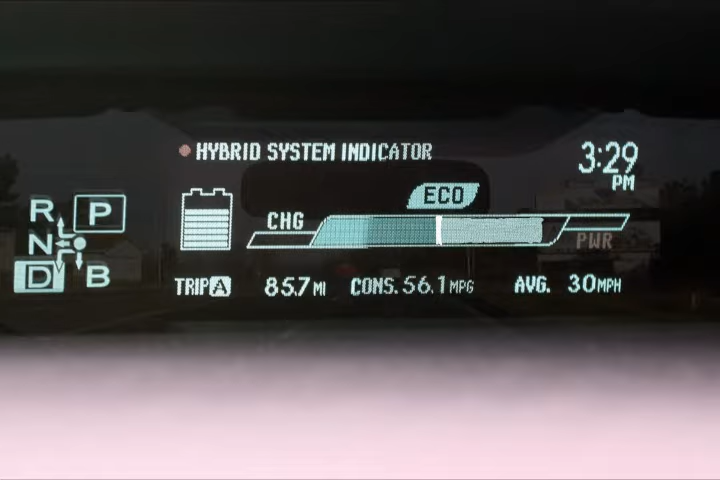 HYBRID SYSTEM INDICATOR
3:29 PM
ECO
R P
CHG
N
PWR
D B
TRIP A 85.7 MI CONS. 56.1 MPG AVG. 30 MPH